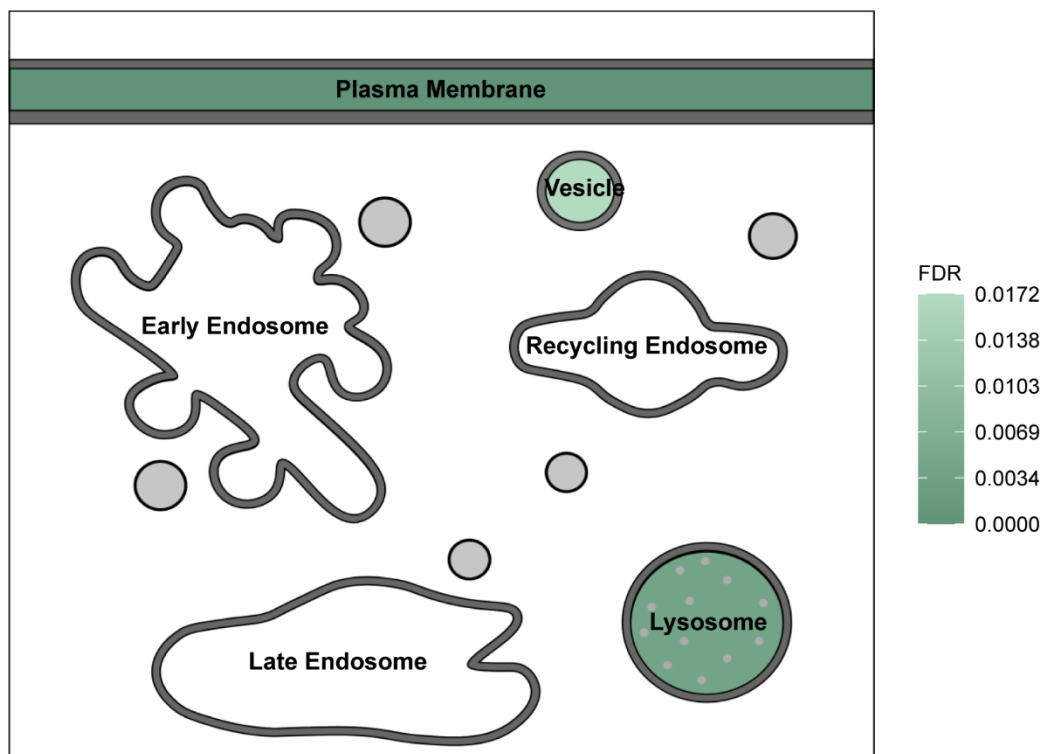 Plasma Membrane
Vesicle
Early Endosome
Recycling Endosome
Late Endosome
Lysosome
FDR
0.0172
0.0138
0.0103
0.0069
0.0034
0.0000